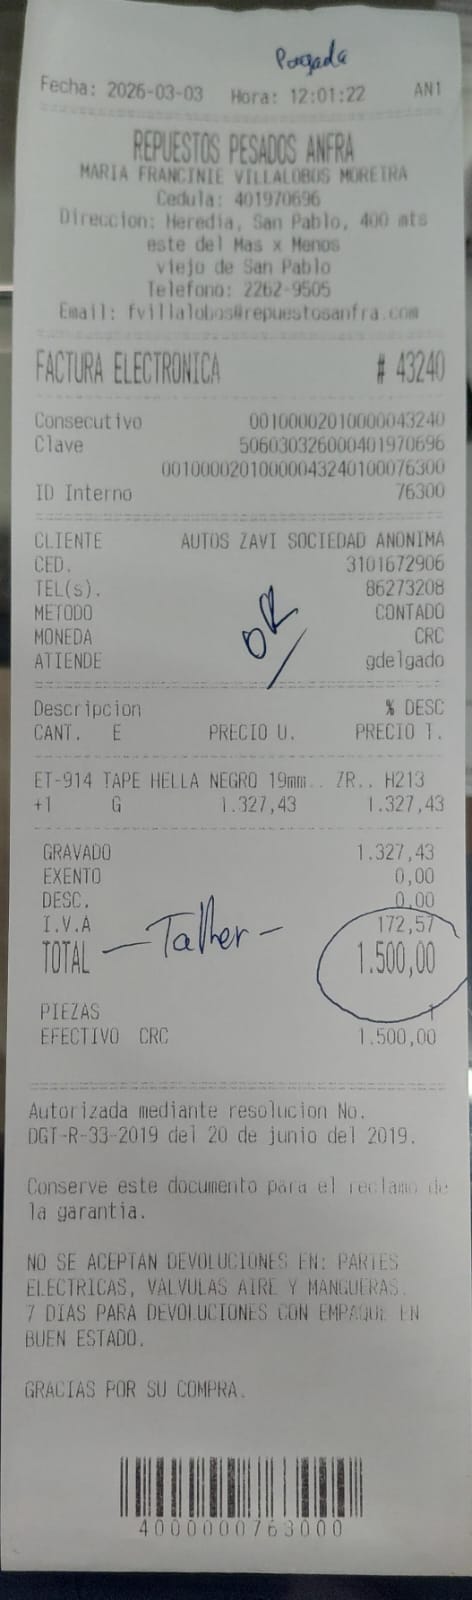 Pagada
Fecha: 2026-03-03 Hora: 12:01:22 AN1
REPUESTOS PESADOS ANFRA
MARIA FRANCINIE VILLALOBOS MOREIRA
Cedula: 401970696
Direccion: Heredia, San Pablo, 400 mts
este del Mas x Menos
viejo de San Pablo
Telefono: 2262-9505
Email: fvillalobos@repuestosanfra.com
FACTURA ELECTRONICA # 43240
Consecutivo 00100002010000043240
Clave 506030326000401970696
00100002010000043240100076300
ID Interno 76300
CLIENTE AUTOS ZAVI SOCIEDAD ANONIMA
CED. 3101672906
TEL(s). 86273208
METODO CONTADO
MONEDA CRC
ATIENDE gdelgado
OK
Descripcion % DESC
CANT. E PRECIO U. PRECIO T.
ET-914 TAPE HELLA NEGRO 19mm.. ZR.. H213
+1 G 1.327,43 1.327,43
GRAVADO 1.327,43
EXENTO 0,00
DESC. 0,00
I.V.A 172,57
TOTAL - Taller - 1.500,00
PIEZAS 1
EFECTIVO CRC 1.500,00
Autorizada mediante resolucion No.
DGT-R-33-2019 del 20 de junio del 2019.
Conserve este documento para el reclamo de
la garantia.
NO SE ACEPTAN DEVOLUCIONES EN: PARTES
ELECTRICAS, VALVULAS AIRE Y MANGUERAS.
7 DIAS PARA DEVOLUCIONES CON EMPAQUE EN
BUEN ESTADO.
GRACIAS POR SU COMPRA.
4000000763000